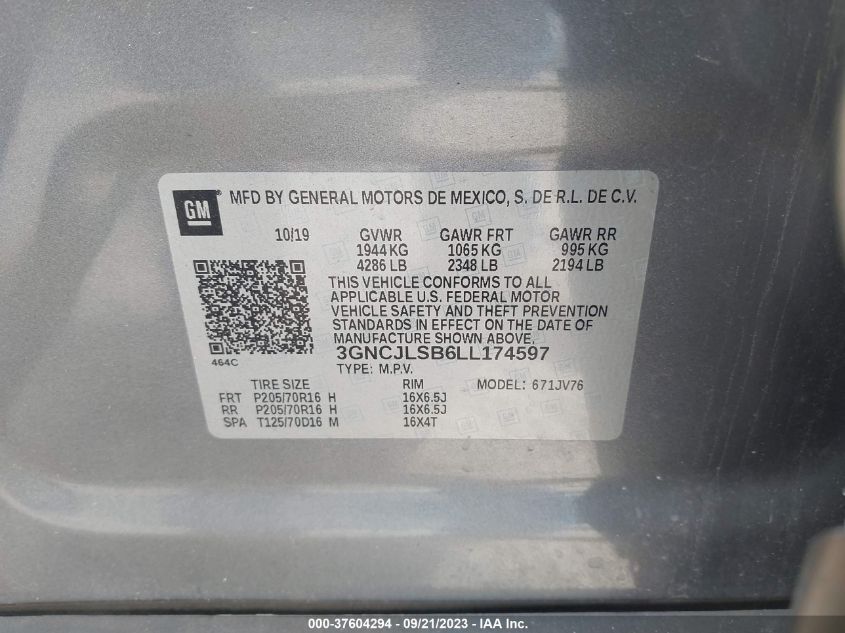 GM ® MFD BY GENERAL MOTORS DE MEXICO, S. DE R.L. DE C.V.
10/19 GVWR GAWR FRT GAWR RR
1944 KG 1065 KG 995 KG
4286 LB 2348 LB 2194 LB
THIS VEHICLE CONFORMS TO ALL
APPLICABLE U.S. FEDERAL MOTOR
VEHICLE SAFETY AND THEFT PREVENTION
STANDARDS IN EFFECT ON THE DATE OF
MANUFACTURE SHOWN ABOVE.
3GNCJLSB6LL174597
464C
TYPE: M.P.V.
TIRE SIZE RIM MODEL: 671JV76
FRT P205/70R16 H 16X6.5J
RR P205/70R16 H 16X6.5J
SPA T125/70D16 M 16X4T
000-37604294 - 09/21/2023 - Copyright 2023 - IAA, Inc.